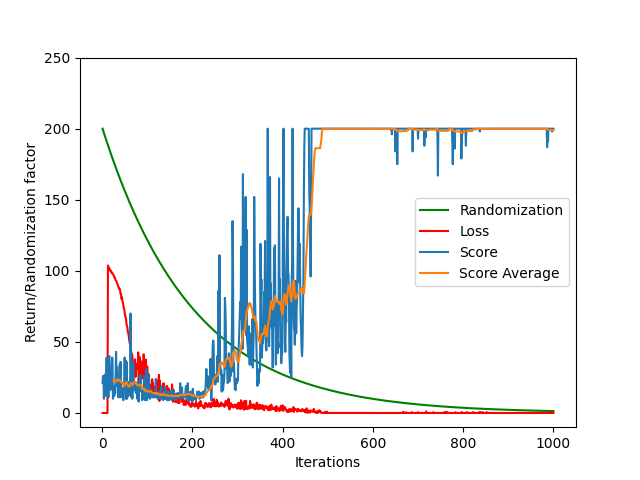 250
200
150
100
50
0
Return/Randomization factor
Randomization
Loss
Score
Score Average
0 200 400 600 800 1000
Iterations